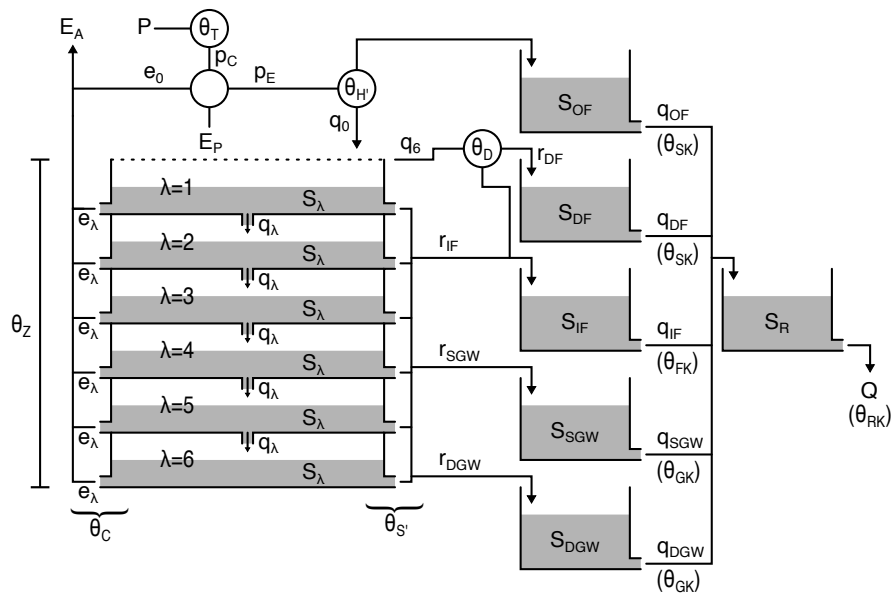 E_A P θ_T
p_C
e_0 p_E θ_H'
E_P q_0
S_OF q_OF
(θ_SK)
q_6 θ_D r_DF
λ=1 S_λ
e_λ q_λ
S_DF q_DF
(θ_SK)
λ=2 S_λ r_IF
e_λ q_λ
λ=3 S_λ
e_λ q_λ
S_IF q_IF
(θ_FK)
S_R
Q
(θ_RK)
θ_Z
λ=4 S_λ r_SGW
e_λ q_λ
λ=5 S_λ
e_λ q_λ
S_SGW q_SGW
(θ_GK)
λ=6 S_λ r_DGW
e_λ
θ_C θ_S'
S_DGW q_DGW
(θ_GK)